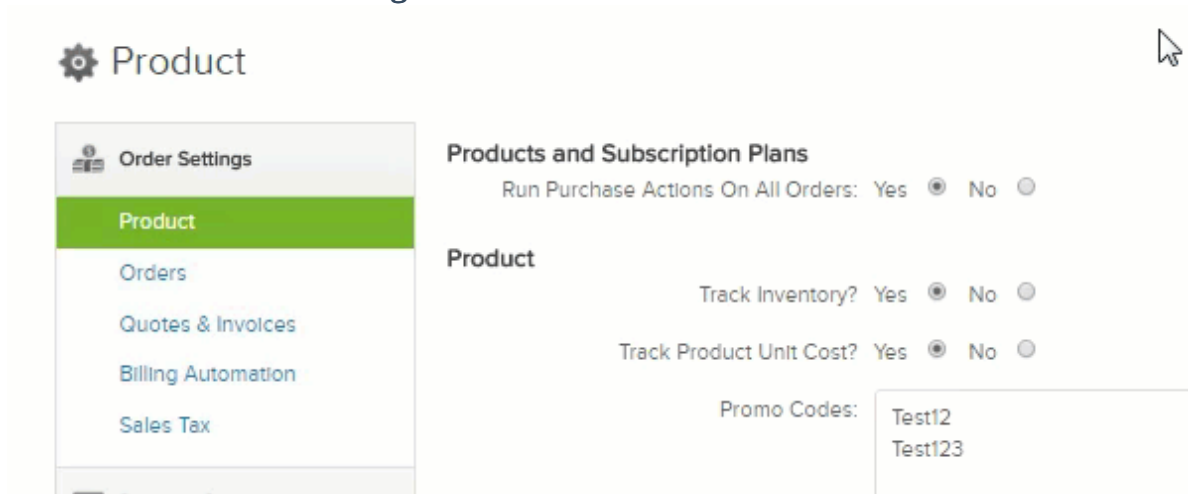 Product
Order Settings
Product
Orders
Quotes & Invoices
Billing Automation
Sales Tax
Products and Subscription Plans
Run Purchase Actions On All Orders: Yes No
Product
Track Inventory? Yes No
Track Product Unit Cost? Yes No
Promo Codes: Test12
Test123